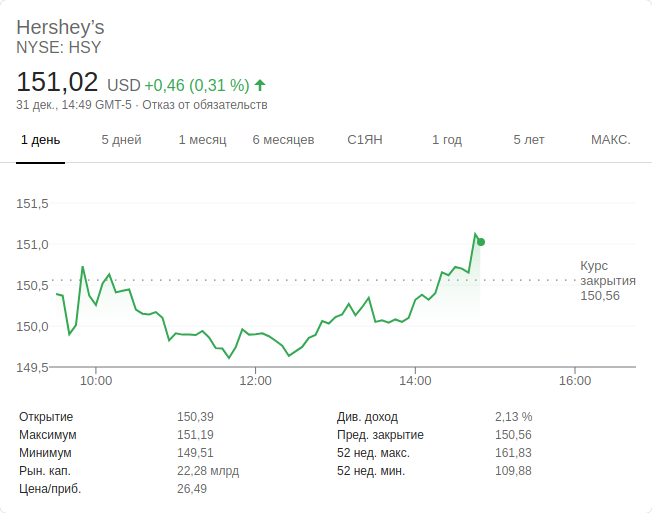 Hershey’s
NYSE: HSY
151,02 USD +0,46 (0,31 %)
31 дек., 14:49 GMT-5 · Отказ от обязательств
1 день 5 дней 1 месяц 6 месяцев С1ЯН 1 год 5 лет МАКС.
151,5
151,0
150,5
150,0
149,5
Курс
закрытия
150,56
10:00 12:00 14:00 16:00
Открытие 150,39 Див. доход 2,13 %
Максимум 151,19 Пред. закрытие 150,56
Минимум 149,51 52 нед. макс. 161,83
Рын. кап. 22,28 млрд 52 нед. мин. 109,88
Цена/приб. 26,49